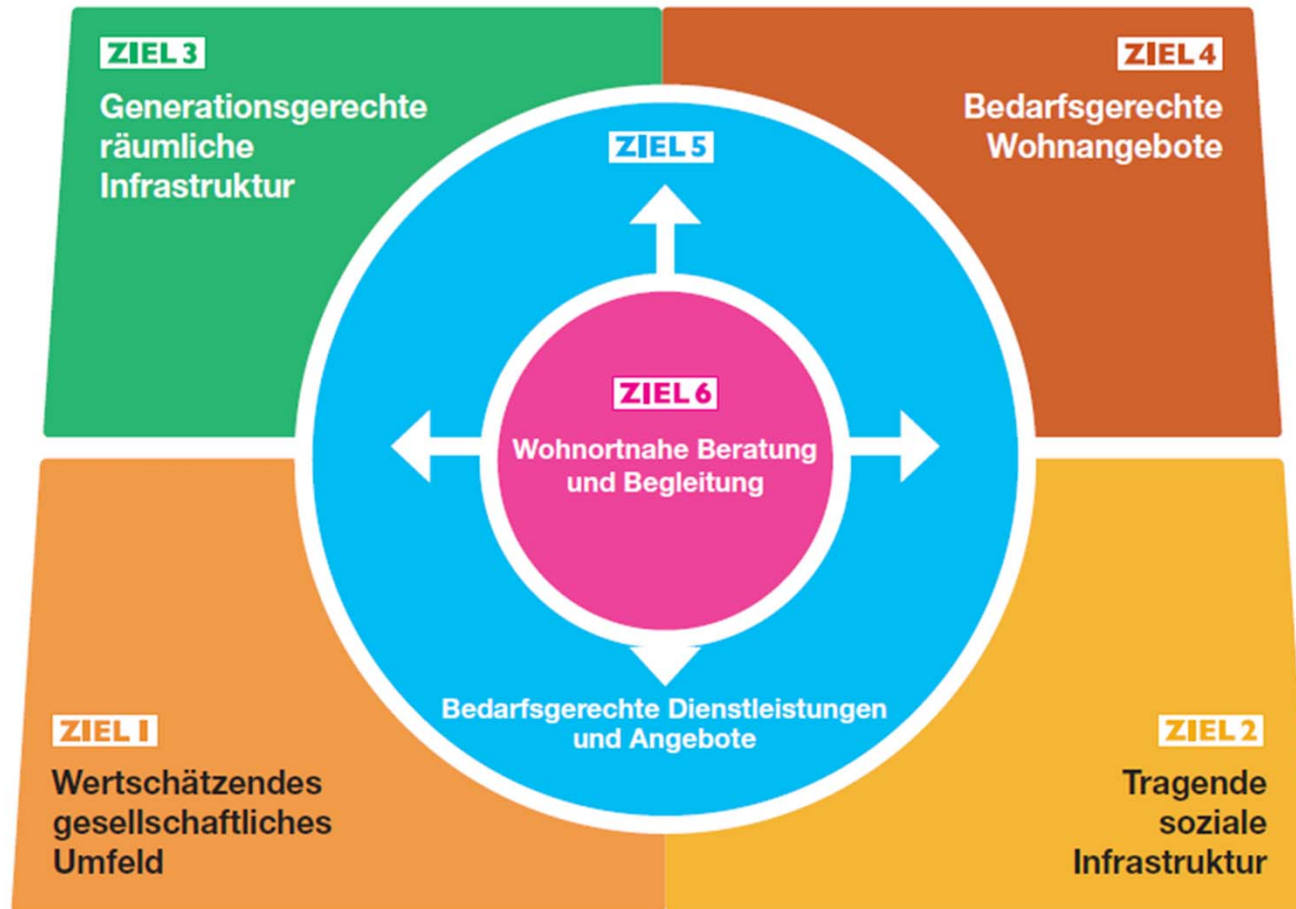 ZIEL 3
Generationsgerechte
räumliche
Infrastruktur
ZIEL 4
Bedarfsgerechte
Wohnangebote
ZIEL 5
ZIEL 6
Wohnortnahe Beratung
und Begleitung
Bedarfsgerechte Dienstleistungen
und Angebote
ZIEL 1
Wertschätzendes
gesellschaftliches
Umfeld
ZIEL 2
Tragende
soziale
Infrastruktur